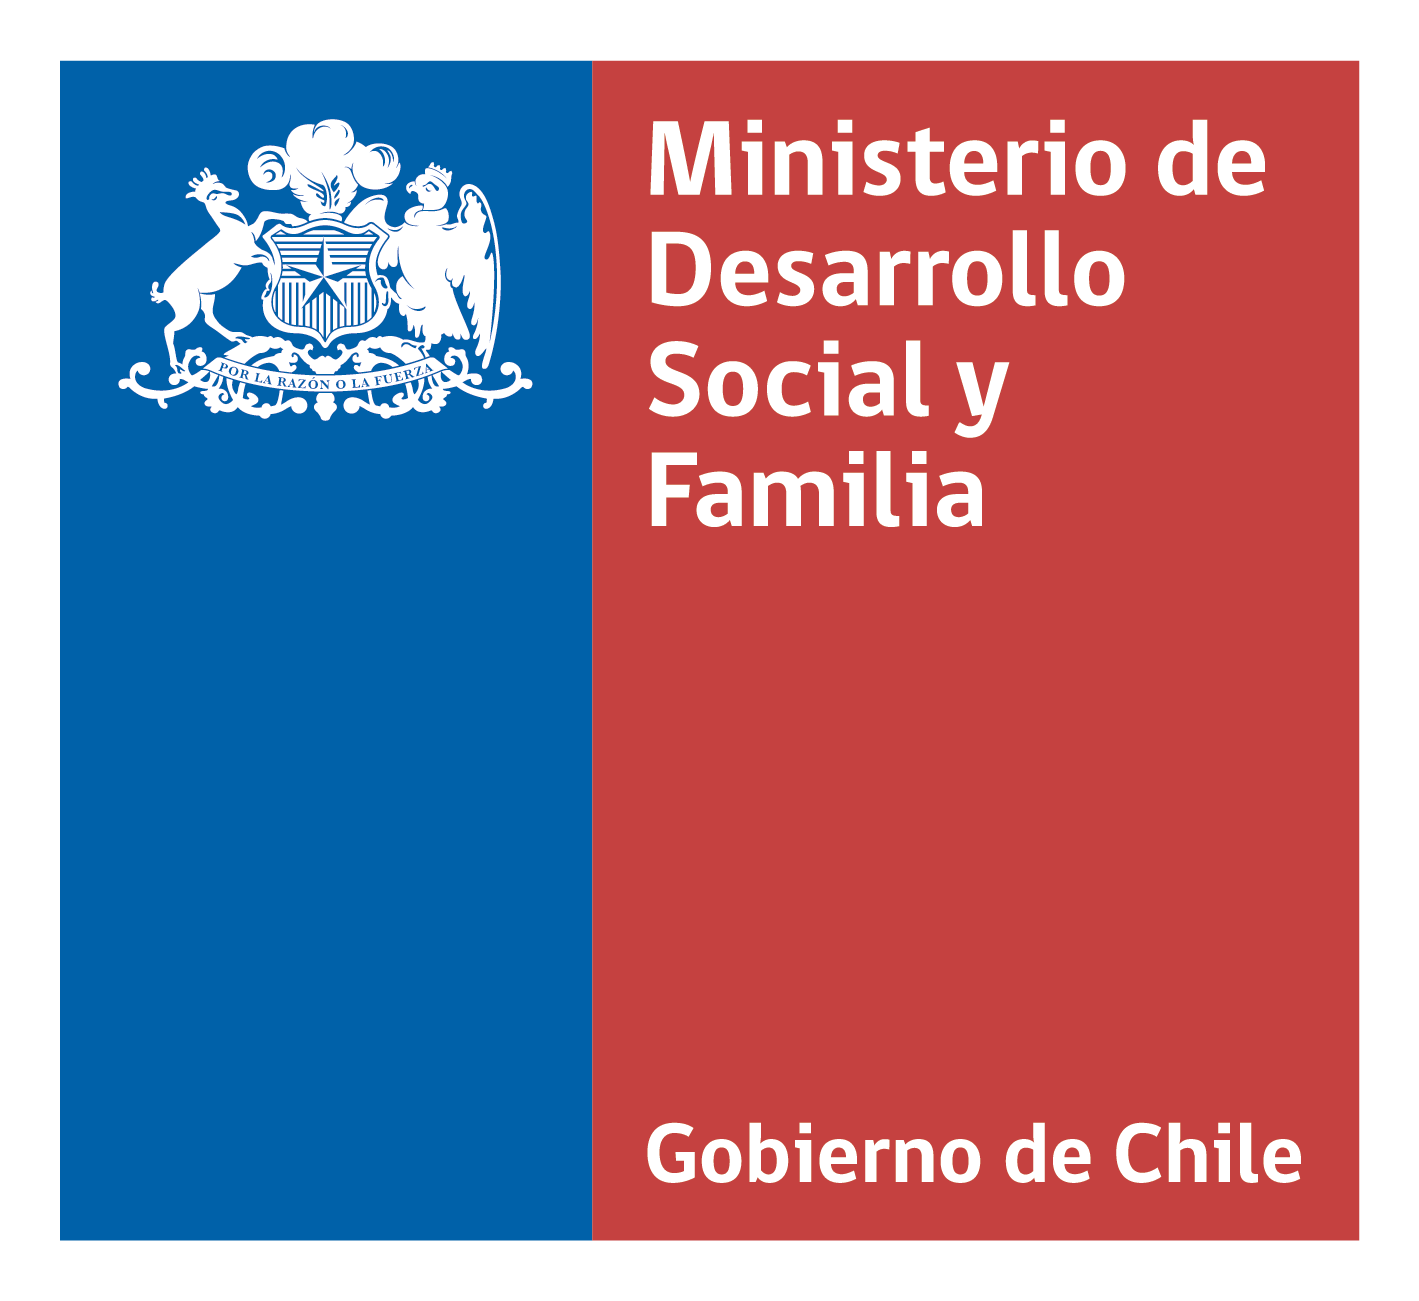 POR LA RAZÓN O LA FUERZA
Ministerio de
Desarrollo
Social y
Familia
Gobierno de Chile